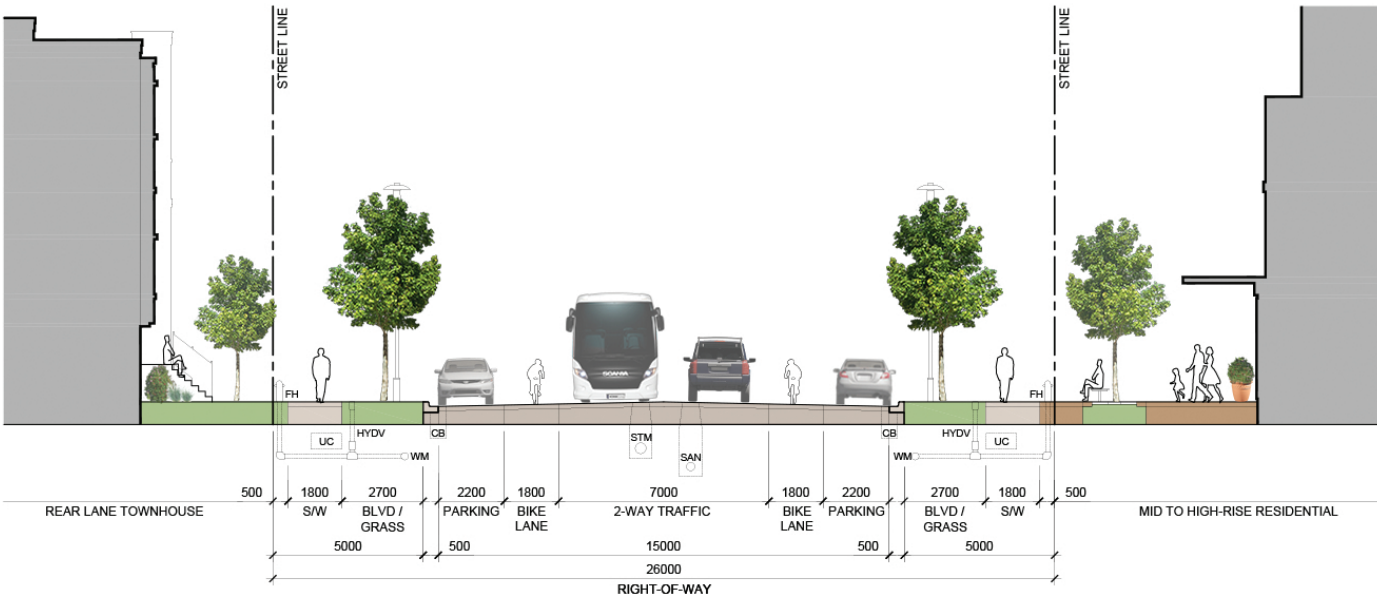 STREET LINE
STREET LINE
SCANIA
FH
FH
HYDV
CB
STM
CB
HYDV
UC
UC
WM
SAN
WM
500
1800
2700
2200
1800
7000
1800
2200
2700
1800
500
REAR LANE TOWNHOUSE
S/W
BLVD /
GRASS
PARKING
BIKE
LANE
2-WAY TRAFFIC
BIKE
LANE
PARKING
BLVD /
GRASS
S/W
MID TO HIGH-RISE RESIDENTIAL
5000
500
15000
500
5000
26000
RIGHT-OF-WAY